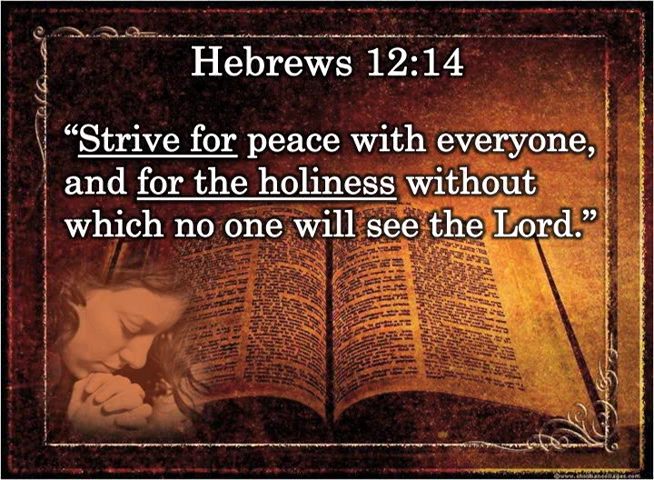 Hebrews 12:14
“Strive for peace with everyone,
and for the holiness without
which no one will see the Lord.”